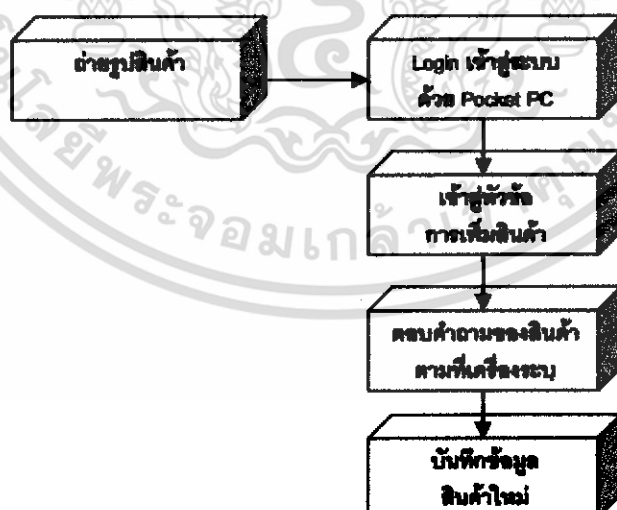 ถ่ายรูปสินค้า
Login เข้าสู่ระบบ
ด้วย Pocket PC
เข้าสู่หัวข้อ
การเพิ่มสินค้า
ตอบคำถามของสินค้า
ตามที่เครื่องระบุ
บันทึกข้อมูล
สินค้าใหม่